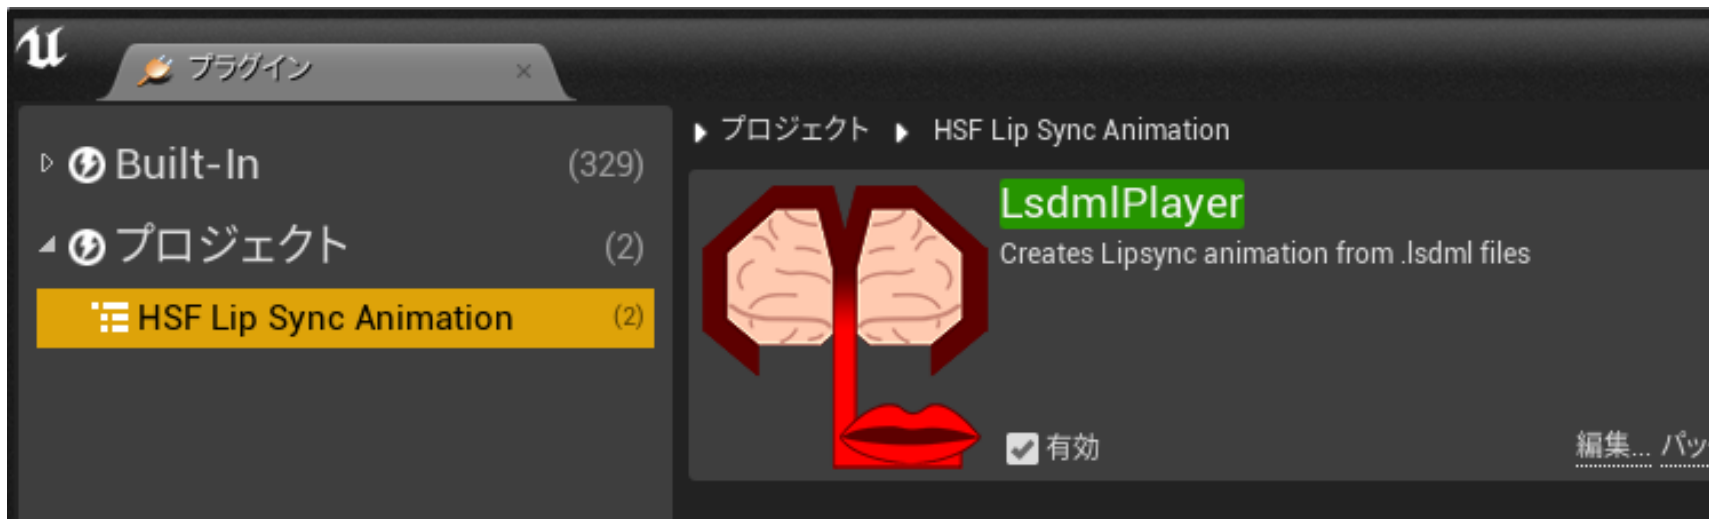 プラグイン
Built-In (329)
プロジェクト (2)
HSF Lip Sync Animation (2)
プロジェクト HSF Lip Sync Animation
LsdmlPlayer
Creates Lipsync animation from .lsdml files
有効
編集... パッ